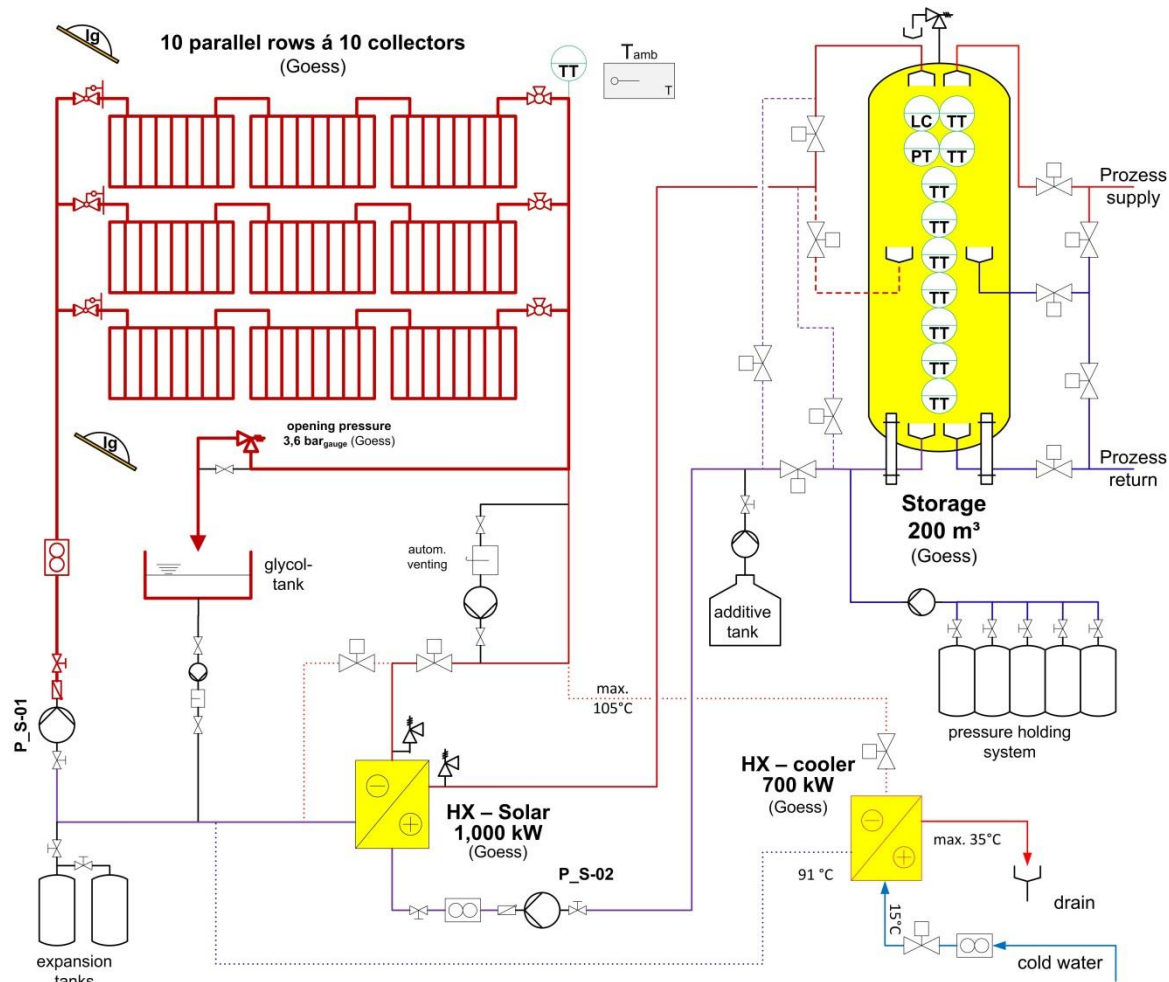 Ig
10 parallel rows á 10 collectors
(Goess)
TT
Tamb
T
LC
TT
PT
TT
TT
TT
TT
TT
TT
TT
TT
Prozess
supply
Prozess
return
Ig
opening pressure
3,6 bargauge (Goess)
Storage
200 m³
(Goess)
glycol-
tank
autom.
venting
additive
tank
P_S-01
max.
105°C
pressure holding
system
HX – cooler
700 kW
(Goess)
HX – Solar
1,000 kW
(Goess)
max. 35°C
91 °C
P_S-02
15°C
drain
cold water
expansion
tanks